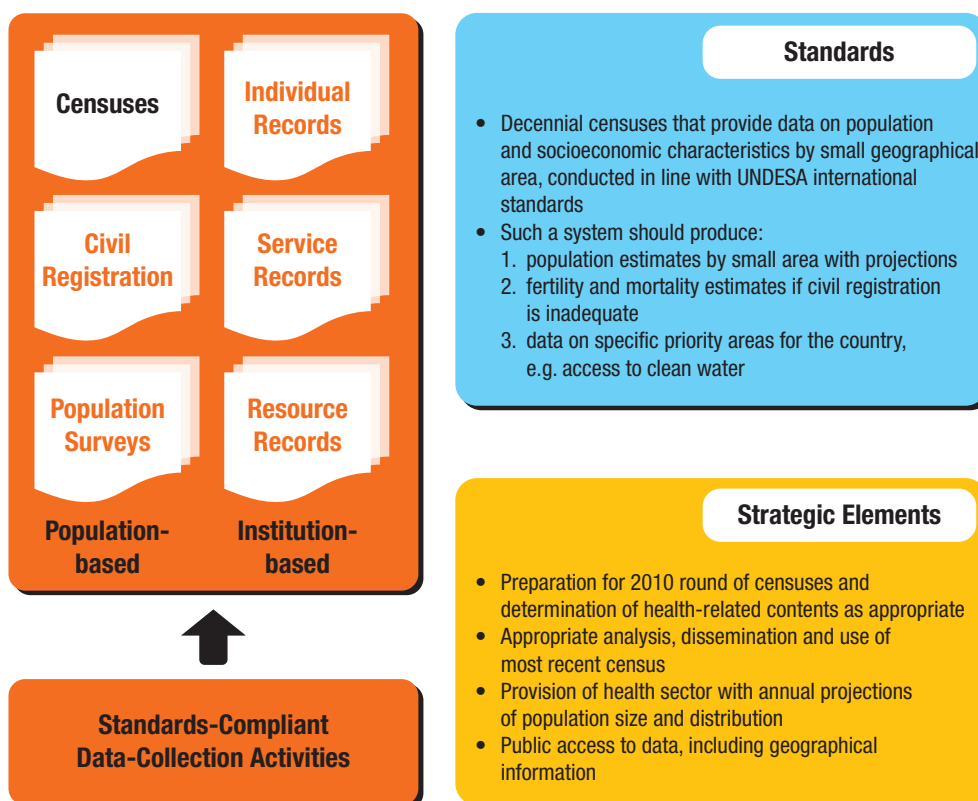 Censuses
Individual
Records
Civil
Registration
Service
Records
Population
Surveys
Resource
Records
Population-
based
Institution-
based
Standards-Compliant
Data-Collection Activities
Standards
• Decennial censuses that provide data on population
and socioeconomic characteristics by small geographical
area, conducted in line with UNDESA international
standards
• Such a system should produce:
1. population estimates by small area with projections
2. fertility and mortality estimates if civil registration
is inadequate
3. data on specific priority areas for the country,
e.g. access to clean water
Strategic Elements
• Preparation for 2010 round of censuses and
determination of health-related contents as appropriate
• Appropriate analysis, dissemination and use of
most recent census
• Provision of health sector with annual projections
of population size and distribution
• Public access to data, including geographical
information